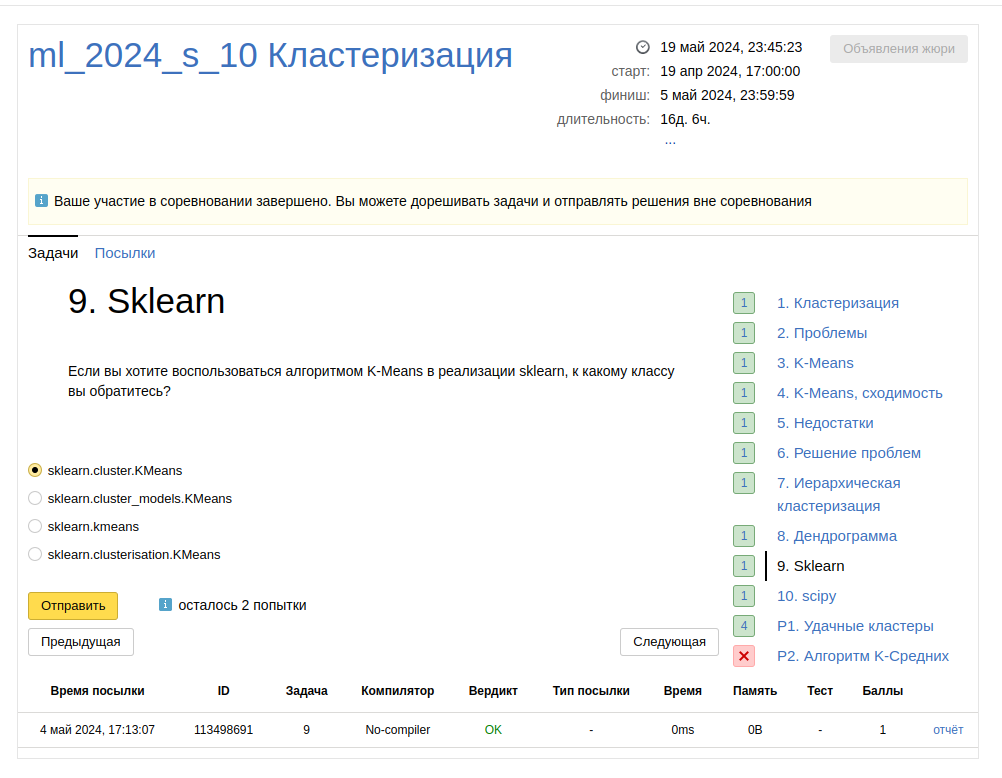 ml_2024_s_10 Кластеризация
19 май 2024, 23:45:23
старт: 19 апр 2024, 17:00:00
финиш: 5 май 2024, 23:59:59
длительность: 16д. 6ч.
...
Объявления жюри
Ваше участие в соревновании завершено. Вы можете дорешивать задачи и отправлять решения вне соревнования
Задачи Посылки
9. Sklearn
Если вы хотите воспользоваться алгоритмом K-Means в реализации sklearn, к какому классу
вы обратитесь?
sklearn.cluster.KMeans
sklearn.cluster_models.KMeans
sklearn.kmeans
sklearn.clusterisation.KMeans
Отправить осталось 2 попытки
Предыдущая Следующая
1 1. Кластеризация
1 2. Проблемы
1 3. K-Means
1 4. K-Means, сходимость
1 5. Недостатки
1 6. Решение проблем
1 7. Иерархическая
кластеризация
1 8. Дендрограмма
1 9. Sklearn
1 10. scipy
4 P1. Удачные кластеры
P2. Алгоритм K-Средних
Время посылки ID Задача Компилятор Вердикт Тип посылки Время Память Тест Баллы
4 май 2024, 17:13:07 113498691 9 No-compiler OK - 0ms 0B - 1 отчёт